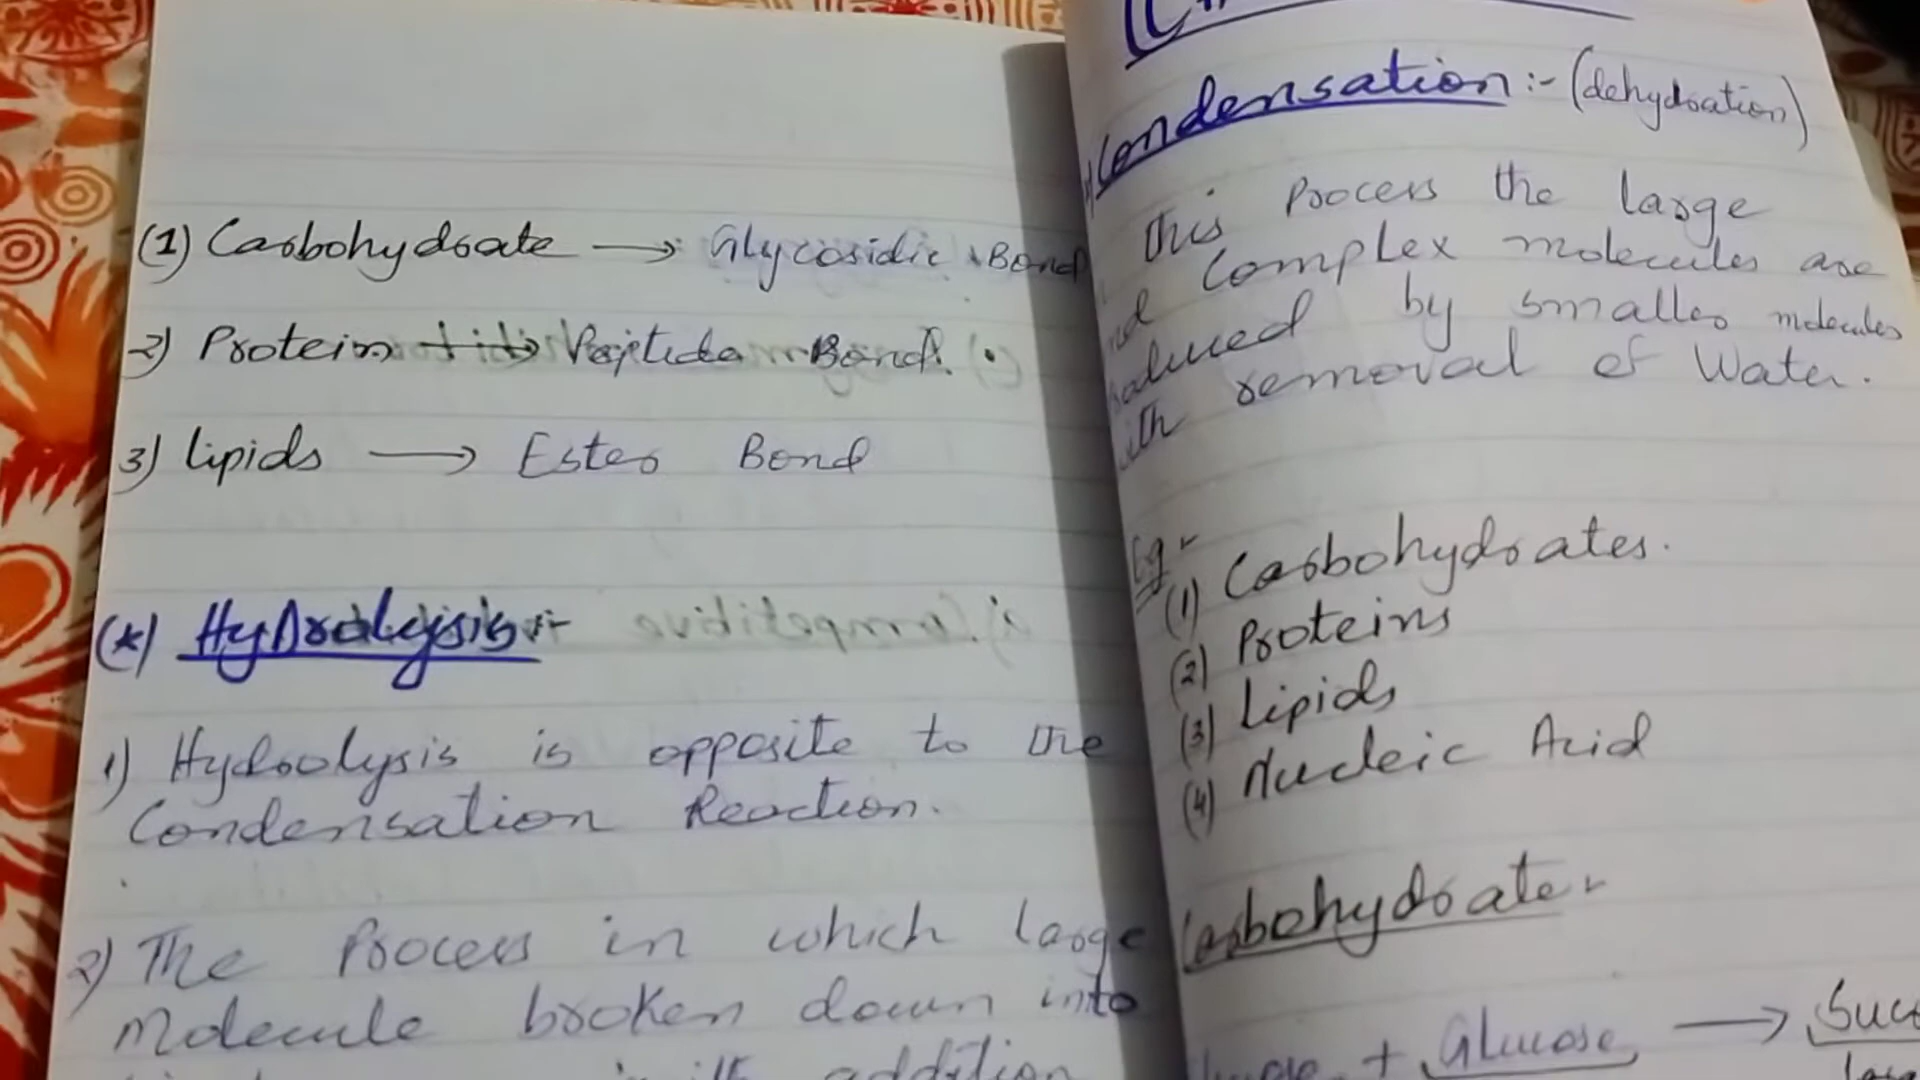 (1) Carbohydrate → Glycosidic Bond
2) Protein → Peptide Bond.
3) lipids → Ester Bond
(*) Hydrolysis :-
1) Hydrolysis is opposite to the
Condensation Reaction.
2) The Process in which large
Molecule broken down into
with addition
Condensation :- (dehydration)
this Process the large
Complex molecules are
by smaller molecules
with removal of Water.
Eg -
(1) Carbohydrates.
(2) Proteins
(3) Lipids
(4) Nucleic Acid
Carbohydrate -
+ Glucose →